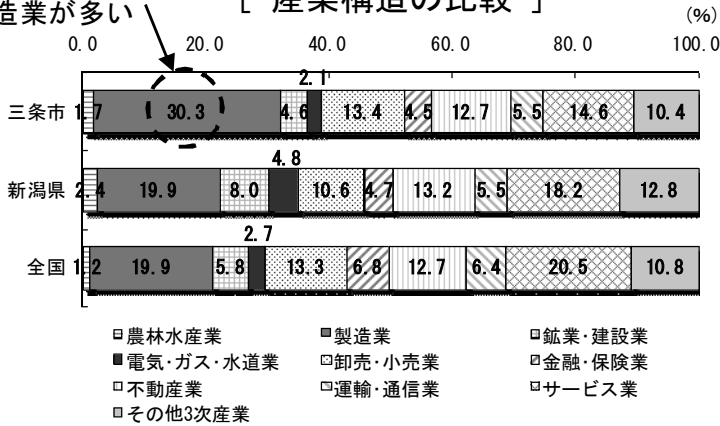 造業が多い
[ 産業構造の比較 ]
(%)
0.0 20.0 40.0 60.0 80.0 100.0
2.1
三条市 1.7 30.3 4.6 13.4 4.5 12.7 5.5 14.6 10.4
4.8
新潟県 2.4 19.9 8.0 10.6 4.7 13.2 5.5 18.2 12.8
2.7
全国 1.2 19.9 5.8 13.3 6.8 12.7 6.4 20.5 10.8
農林水産業 製造業 鉱業・建設業
電気・ガス・水道業 卸売・小売業 金融・保険業
不動産業 運輸・通信業 サービス業
その他3次産業